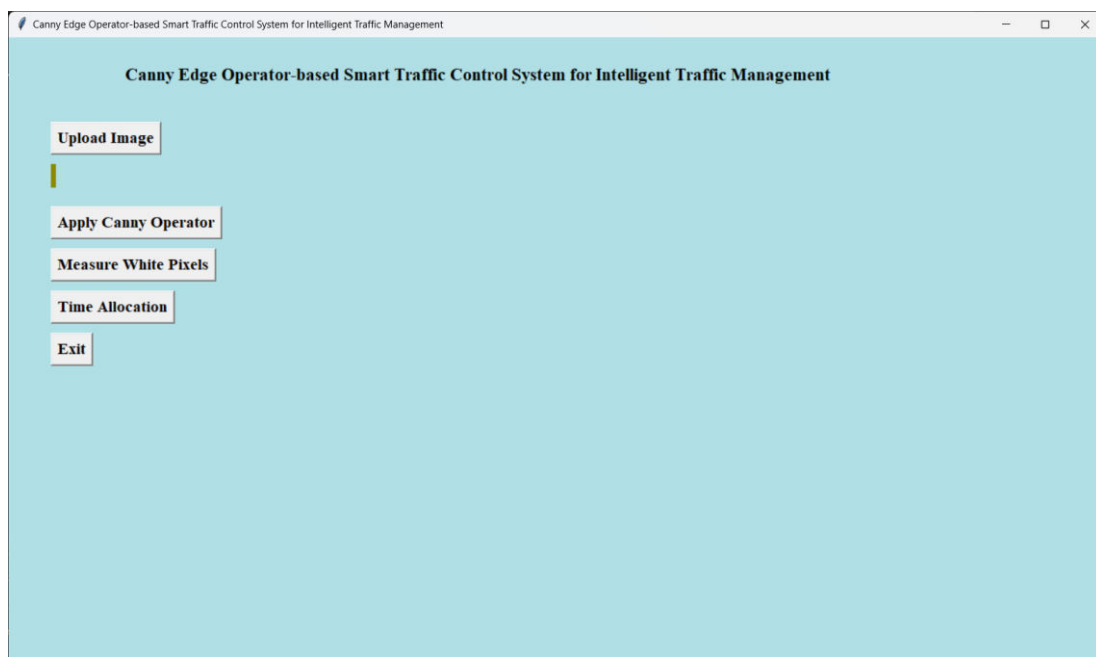 Canny Edge Operator-based Smart Traffic Control System for Intelligent Traffic Management
Canny Edge Operator-based Smart Traffic Control System for Intelligent Traffic Management
Upload Image
Apply Canny Operator
Measure White Pixels
Time Allocation
Exit